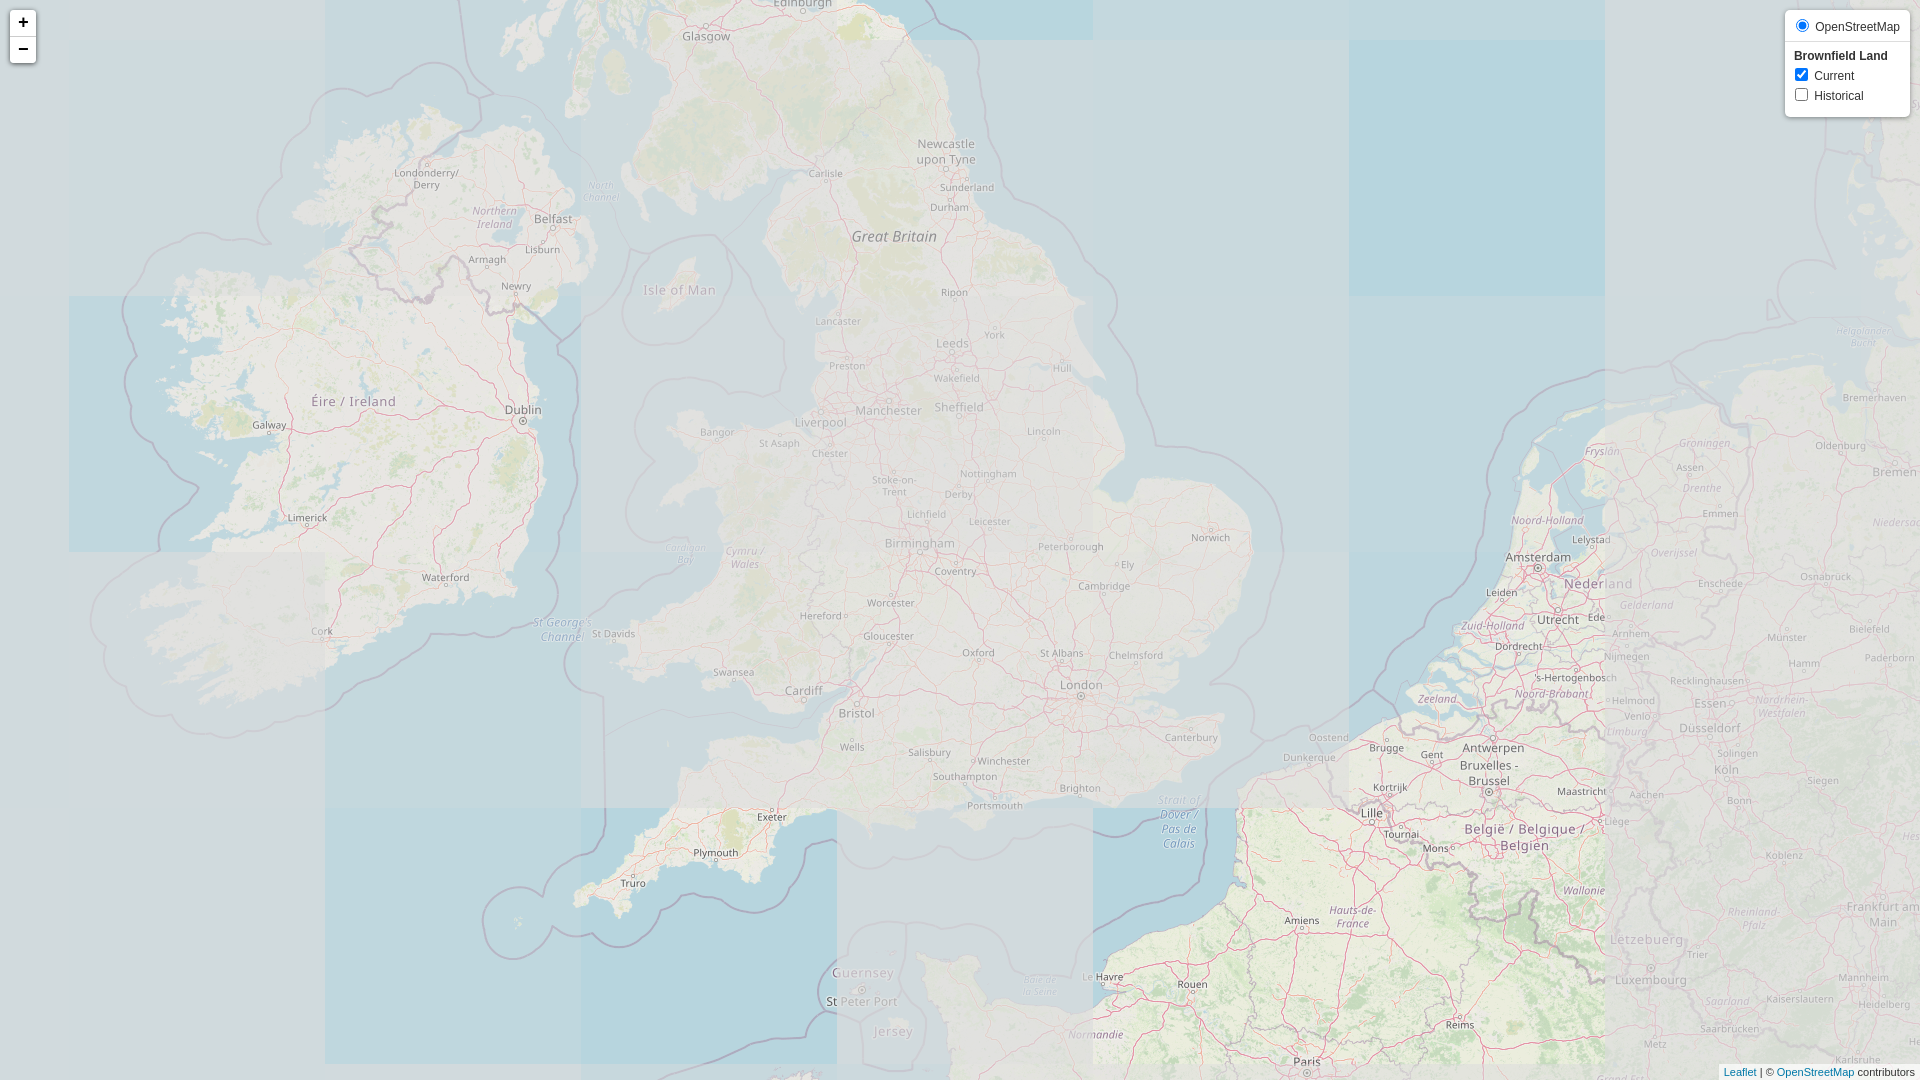 +
−
OpenStreetMap
Brownfield Land
Current
Historical
Edinburgh
Glasgow
Newcastle
upon Tyne
Londonderry/
Derry
Carlisle
North
Channel
Sunderland
Durham
Northern
Ireland
Belfast
Great Britain
Lisburn
Armagh
Newry
Isle of Man
Ripon
Lancaster
York
Leeds
Helgoländer
Bucht
Preston
Hull
Wakefield
Éire / Ireland
Bremerhaven
Dublin
Manchester
Sheffield
Galway
Liverpool
Bangor
Lincoln
St Asaph
Chester
Groningen
Oldenburg
Fryslân
Assen
Bremen
Nottingham
Stoke-on-
Trent
Derby
Drenthe
Limerick
Lichfield
Leicester
Emmen
Noord-Holland
Niedersac
Norwich
Lelystad
Birmingham
Peterborough
Cardigan
Bay
Cymru /
Wales
Overijssel
Amsterdam
Ely
Coventry
Waterford
Osnabrück
Nederland
Enschede
Cambridge
Leiden
Worcester
Gelderland
Hereford
Ede
Utrecht
St George's
Channel
Zuid-Holland
Bielefeld
Cork
St Davids
Arnhem
Münster
Gloucester
Dordrecht
Oxford
St Albans
Chelmsford
Nijmegen
Paderborn
Hamm
Swansea
's-Hertogenbosch
Recklinghausen
London
Cardiff
Noord-Brabant
Zeeland
Helmond
Nordrhein-
Westfalen
Essen
Bristol
Venlo
Düsseldorf
Limburg
Canterbury
Oostend
Wells
Brugge
Antwerpen
Salisbury
Gent
Solingen
Dunkerque
Winchester
Bruxelles -
Brussel
Köln
Southampton
Siegen
Brighton
Kortrijk
Maastricht
Aachen
Bonn
Strait of
Dover /
Pas de
Calais
Portsmouth
Exeter
Lille
Liège
Tournai
België / Belgique /
Belgien
Mons
Plymouth
Koblenz
Truro
Wallonie
Hauts-de-
France
Rheinland
-Pfalz
Frankfurt am
Main
Amiens
Lëtzebuerg
Trier
Guernsey
Le Havre
Baie de
la Seine
Rouen
Luxembourg
Mannheim
St Peter Port
Saarland
Kaiserslautern
Heidelberg
Jersey
Normandie
Reims
Saarbrücken
Metz
Paris
Karlsruhe
Grand Est
Leaflet | © OpenStreetMap contributors